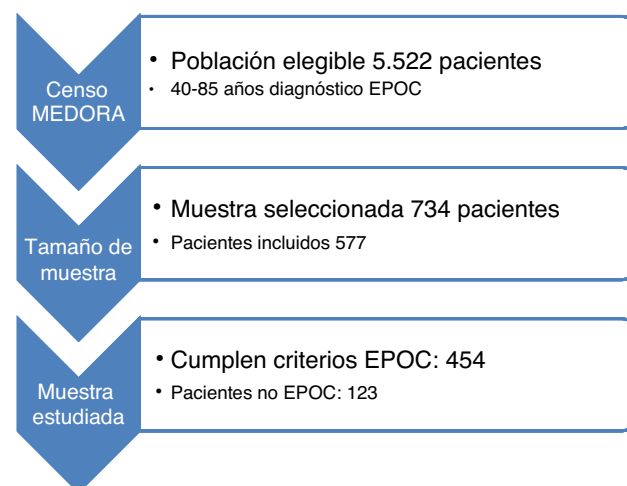 Censo
MEDORA
• Población elegible 5.522 pacientes
• 40-85 años diagnóstico EPOC
Tamaño de
muestra
• Muestra seleccionada 734 pacientes
• Pacientes incluidos 577
Muestra
estudiada
• Cumplen criterios EPOC: 454
• Pacientes no EPOC: 123